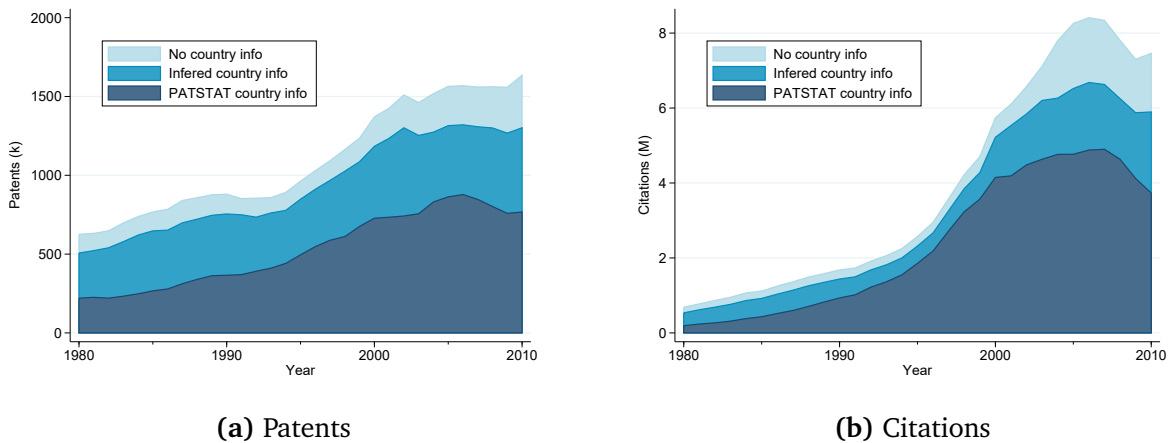 2000
1500
1000
500
0
Patents (k)
No country info
Infered country info
PATSTAT country info
1980
1990
2000
2010
Year
(a) Patents
8
6
4
2
0
Citations (M)
No country info
Infered country info
PATSTAT country info
1980
1990
2000
2010
Year
(b) Citations